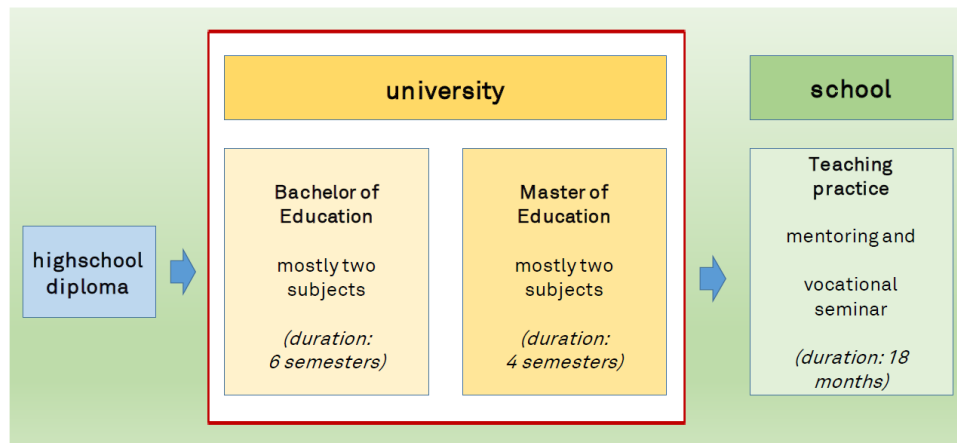 highschool
diploma
university
Bachelor of
Education
mostly two
subjects
(duration:
6 semesters)
Master of
Education
mostly two
subjects
(duration:
4 semesters)
school
Teaching
practice
mentoring and
vocational
seminar
(duration: 18
months)